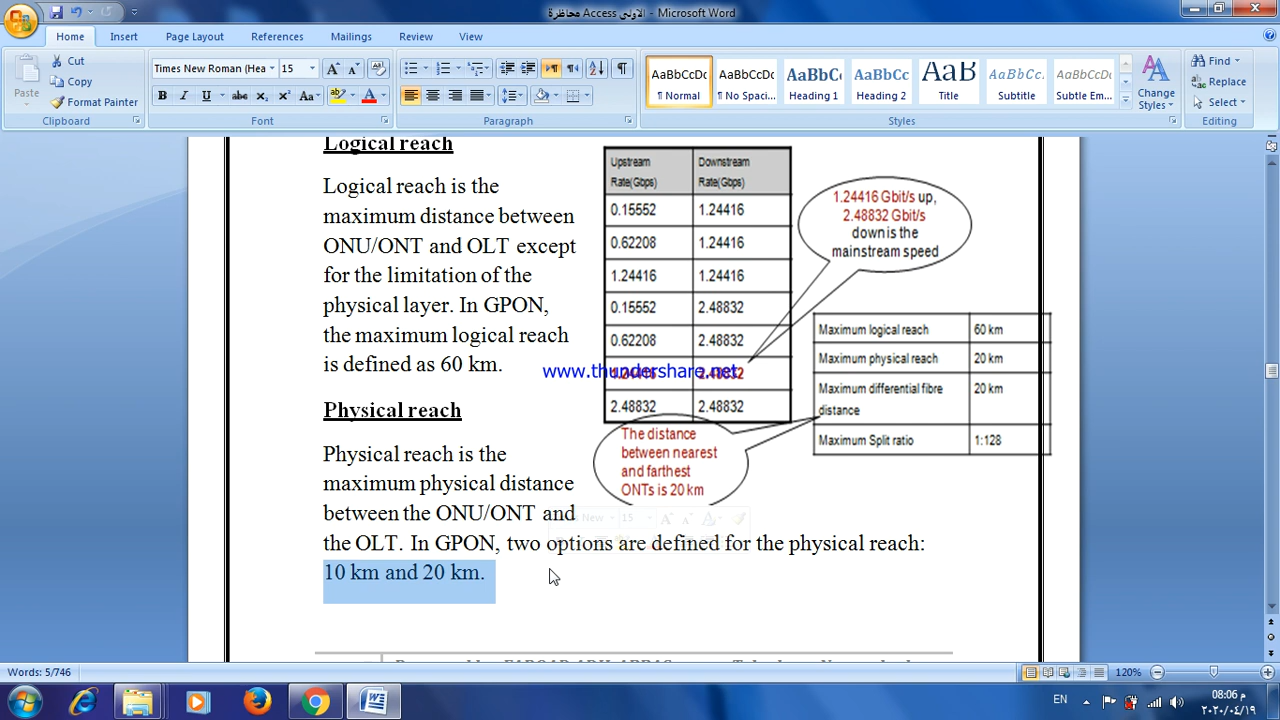 محاظرة Access الاولى - Microsoft Word
Home Insert Page Layout References Mailings Review View
Paste
Cut
Copy
Format Painter
Clipboard
Times New Roman (Hea 15
Font
Paragraph
AaBbCcDc AaBbCcDc AaBbC AaBbCc AaB AaBbCc. AaBbCcDc
¶ Normal ¶ No Spaci... Heading 1 Heading 2 Title Subtitle Subtle Em...
Change
Styles
Styles
Find
Replace
Select
Editing
Logical reach
Logical reach is the
maximum distance between
ONU/ONT and OLT except
for the limitation of the
physical layer. In GPON,
the maximum logical reach
is defined as 60 km.
Physical reach
Physical reach is the
maximum physical distance
between the ONU/ONT and
the OLT. In GPON, two options are defined for the physical reach:
10 km and 20 km.
Upstream Rate(Gbps) Downstream Rate(Gbps)
0.15552 1.24416
0.62208 1.24416
1.24416 1.24416
0.15552 2.48832
0.62208 2.48832
1.24416 2.48832
2.48832 2.48832
www.thundershare.net
1.24416 Gbit/s up,
2.48832 Gbit/s
down is the
mainstream speed
Maximum logical reach 60 km
Maximum physical reach 20 km
Maximum differential fibre distance 20 km
Maximum Split ratio 1:128
The distance
between nearest
and farthest
ONTs is 20 km
Words: 5/746
120%
EN
08:06 م
٢٠٢٠/٠٤/١٩